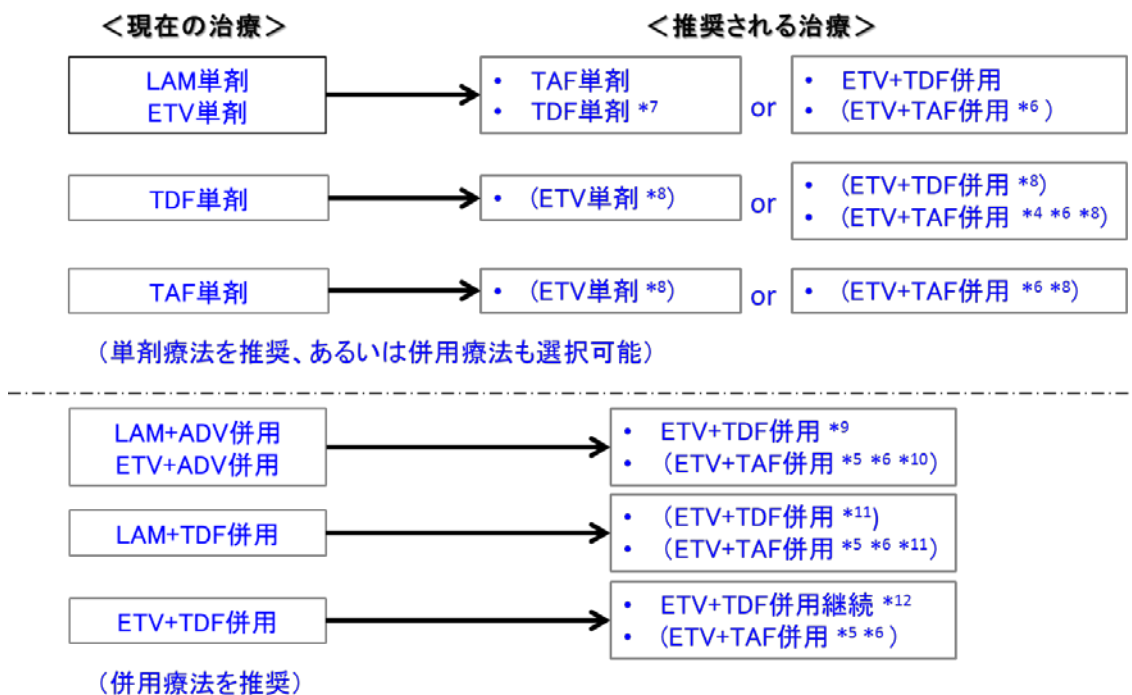 ＜現在の治療＞
＜推奨される治療＞
LAM単剤
ETV単剤
• TAF単剤
• TDF単剤 *7
or
• ETV+TDF併用
• (ETV+TAF併用 *6 )
TDF単剤
• (ETV単剤 *8)
or
• (ETV+TDF併用 *8)
• (ETV+TAF併用 *4 *6 *8)
TAF単剤
• (ETV単剤 *8)
or
• (ETV+TAF併用 *6 *8)
（単剤療法を推奨、あるいは併用療法も選択可能）
LAM+ADV併用
ETV+ADV併用
• ETV+TDF併用 *9
• (ETV+TAF併用 *5 *6 *10)
LAM+TDF併用
• (ETV+TDF併用 *11)
• (ETV+TAF併用 *5 *6 *11)
ETV+TDF併用
• ETV+TDF併用継続 *12
• (ETV+TAF併用 *5 *6 )
（併用療法を推奨）